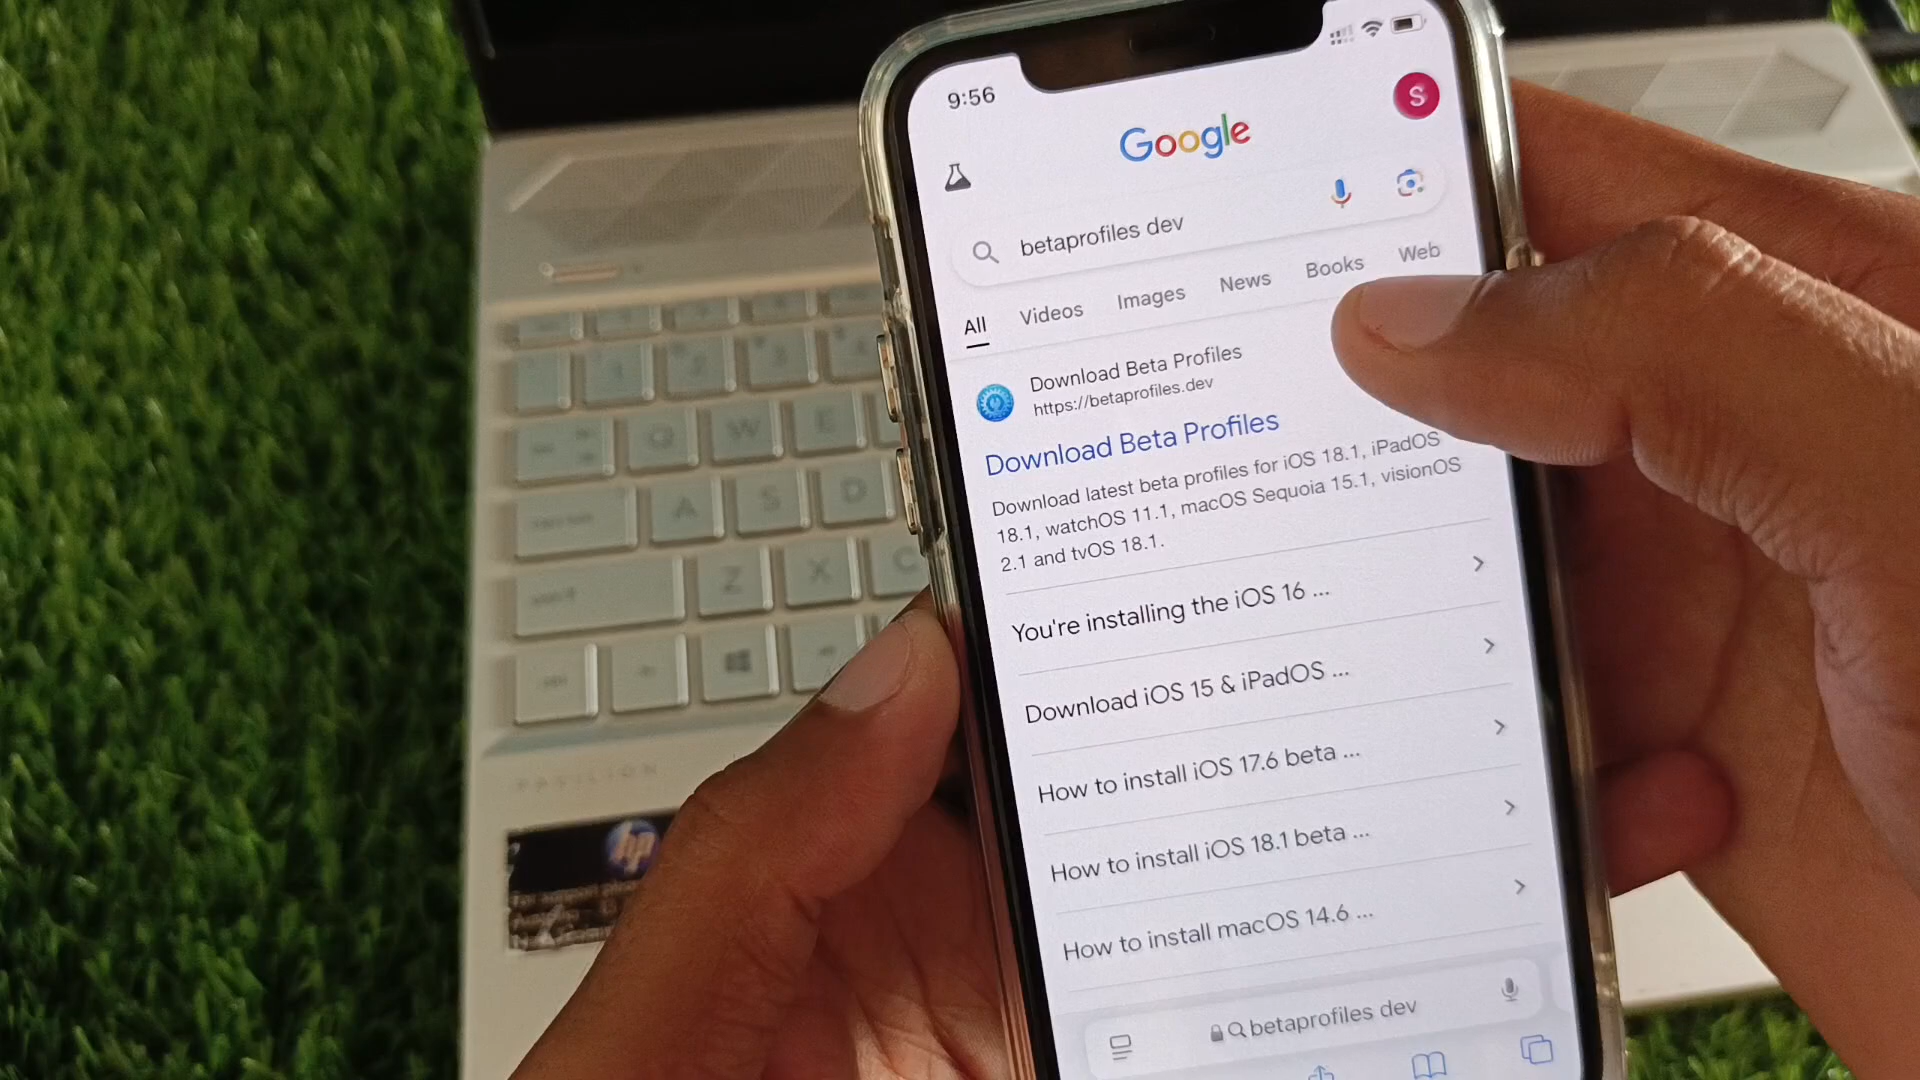 9:56
S
Google
betaprofiles dev
All Videos Images News Books Web
Download Beta Profiles
https://betaprofiles.dev
Download Beta Profiles
Download latest beta profiles for iOS 18.1, iPadOS
18.1, watchOS 11.1, macOS Sequoia 15.1, visionOS
2.1 and tvOS 18.1.
You're installing the iOS 16 ...
Download iOS 15 & iPadOS ...
How to install iOS 17.6 beta ...
How to install iOS 18.1 beta ...
How to install macOS 14.6 ...
betaprofiles dev
Q W E
A S D
Z X C
PAVILION
hp